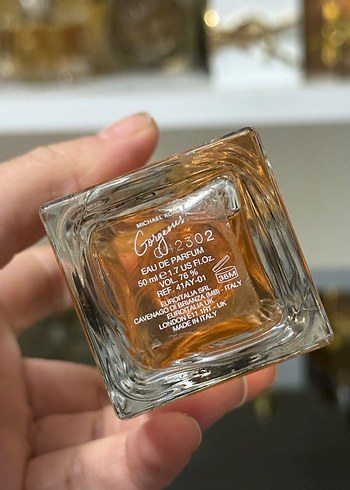 MICHAEL KORS
Gorgeous!
12302
EAU DE PARFUM
50 ml e 1.7 US Fl.Oz.
VOL. 76 %
REF. 41AY-01
36M
EUROITALIA SRL
CAVENAGO DI BRIANZA (MB) - ITALY
EUROITALIA UK
LONDON E1 1RT - UK
MADE IN ITALY